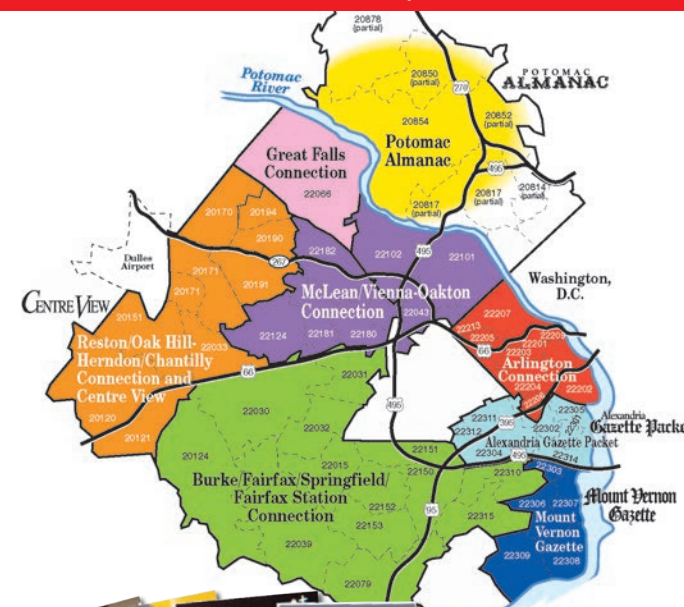 20878
(partial)
Potomac
River
20850
(partial)
270
POTOMAC
ALMANAC
20854
20852
(partial)
Potomac
Almanac
Great Falls
Connection
22066
495
20817
(partial)
20817
(partial)
20814
(partial)
20170
20194
20190
22182
22102
495
22101
Dulles
Airport
267
20171
20171
20191
Washington,
D.C.
CENTRE VIEW
20151
McLean/Vienna-Oakton
Connection
22043
22124
22181
22180
22207
22213
22205
66
22209
22201
22203
Arlington
Connection
22204
22206
22202
Reston/Oak Hill-
Herndon/Chantilly
Connection and
Centre View
22033
66
20120
20121
22031
22030
22032
495
22311
22312
395
22302
22305
22301
Alexandria
Gazette Packe
Alexandria Gazette Packet
22304
495
22314
20124
22015
22151
22150
22310
22303
Burke/Fairfax/Springfield/
Fairfax Station
Connection
22152
22153
95
22315
22306
22307
Mount Vernon
Gazette
Mount
Vernon
Gazette
22039
22309
22308
22079